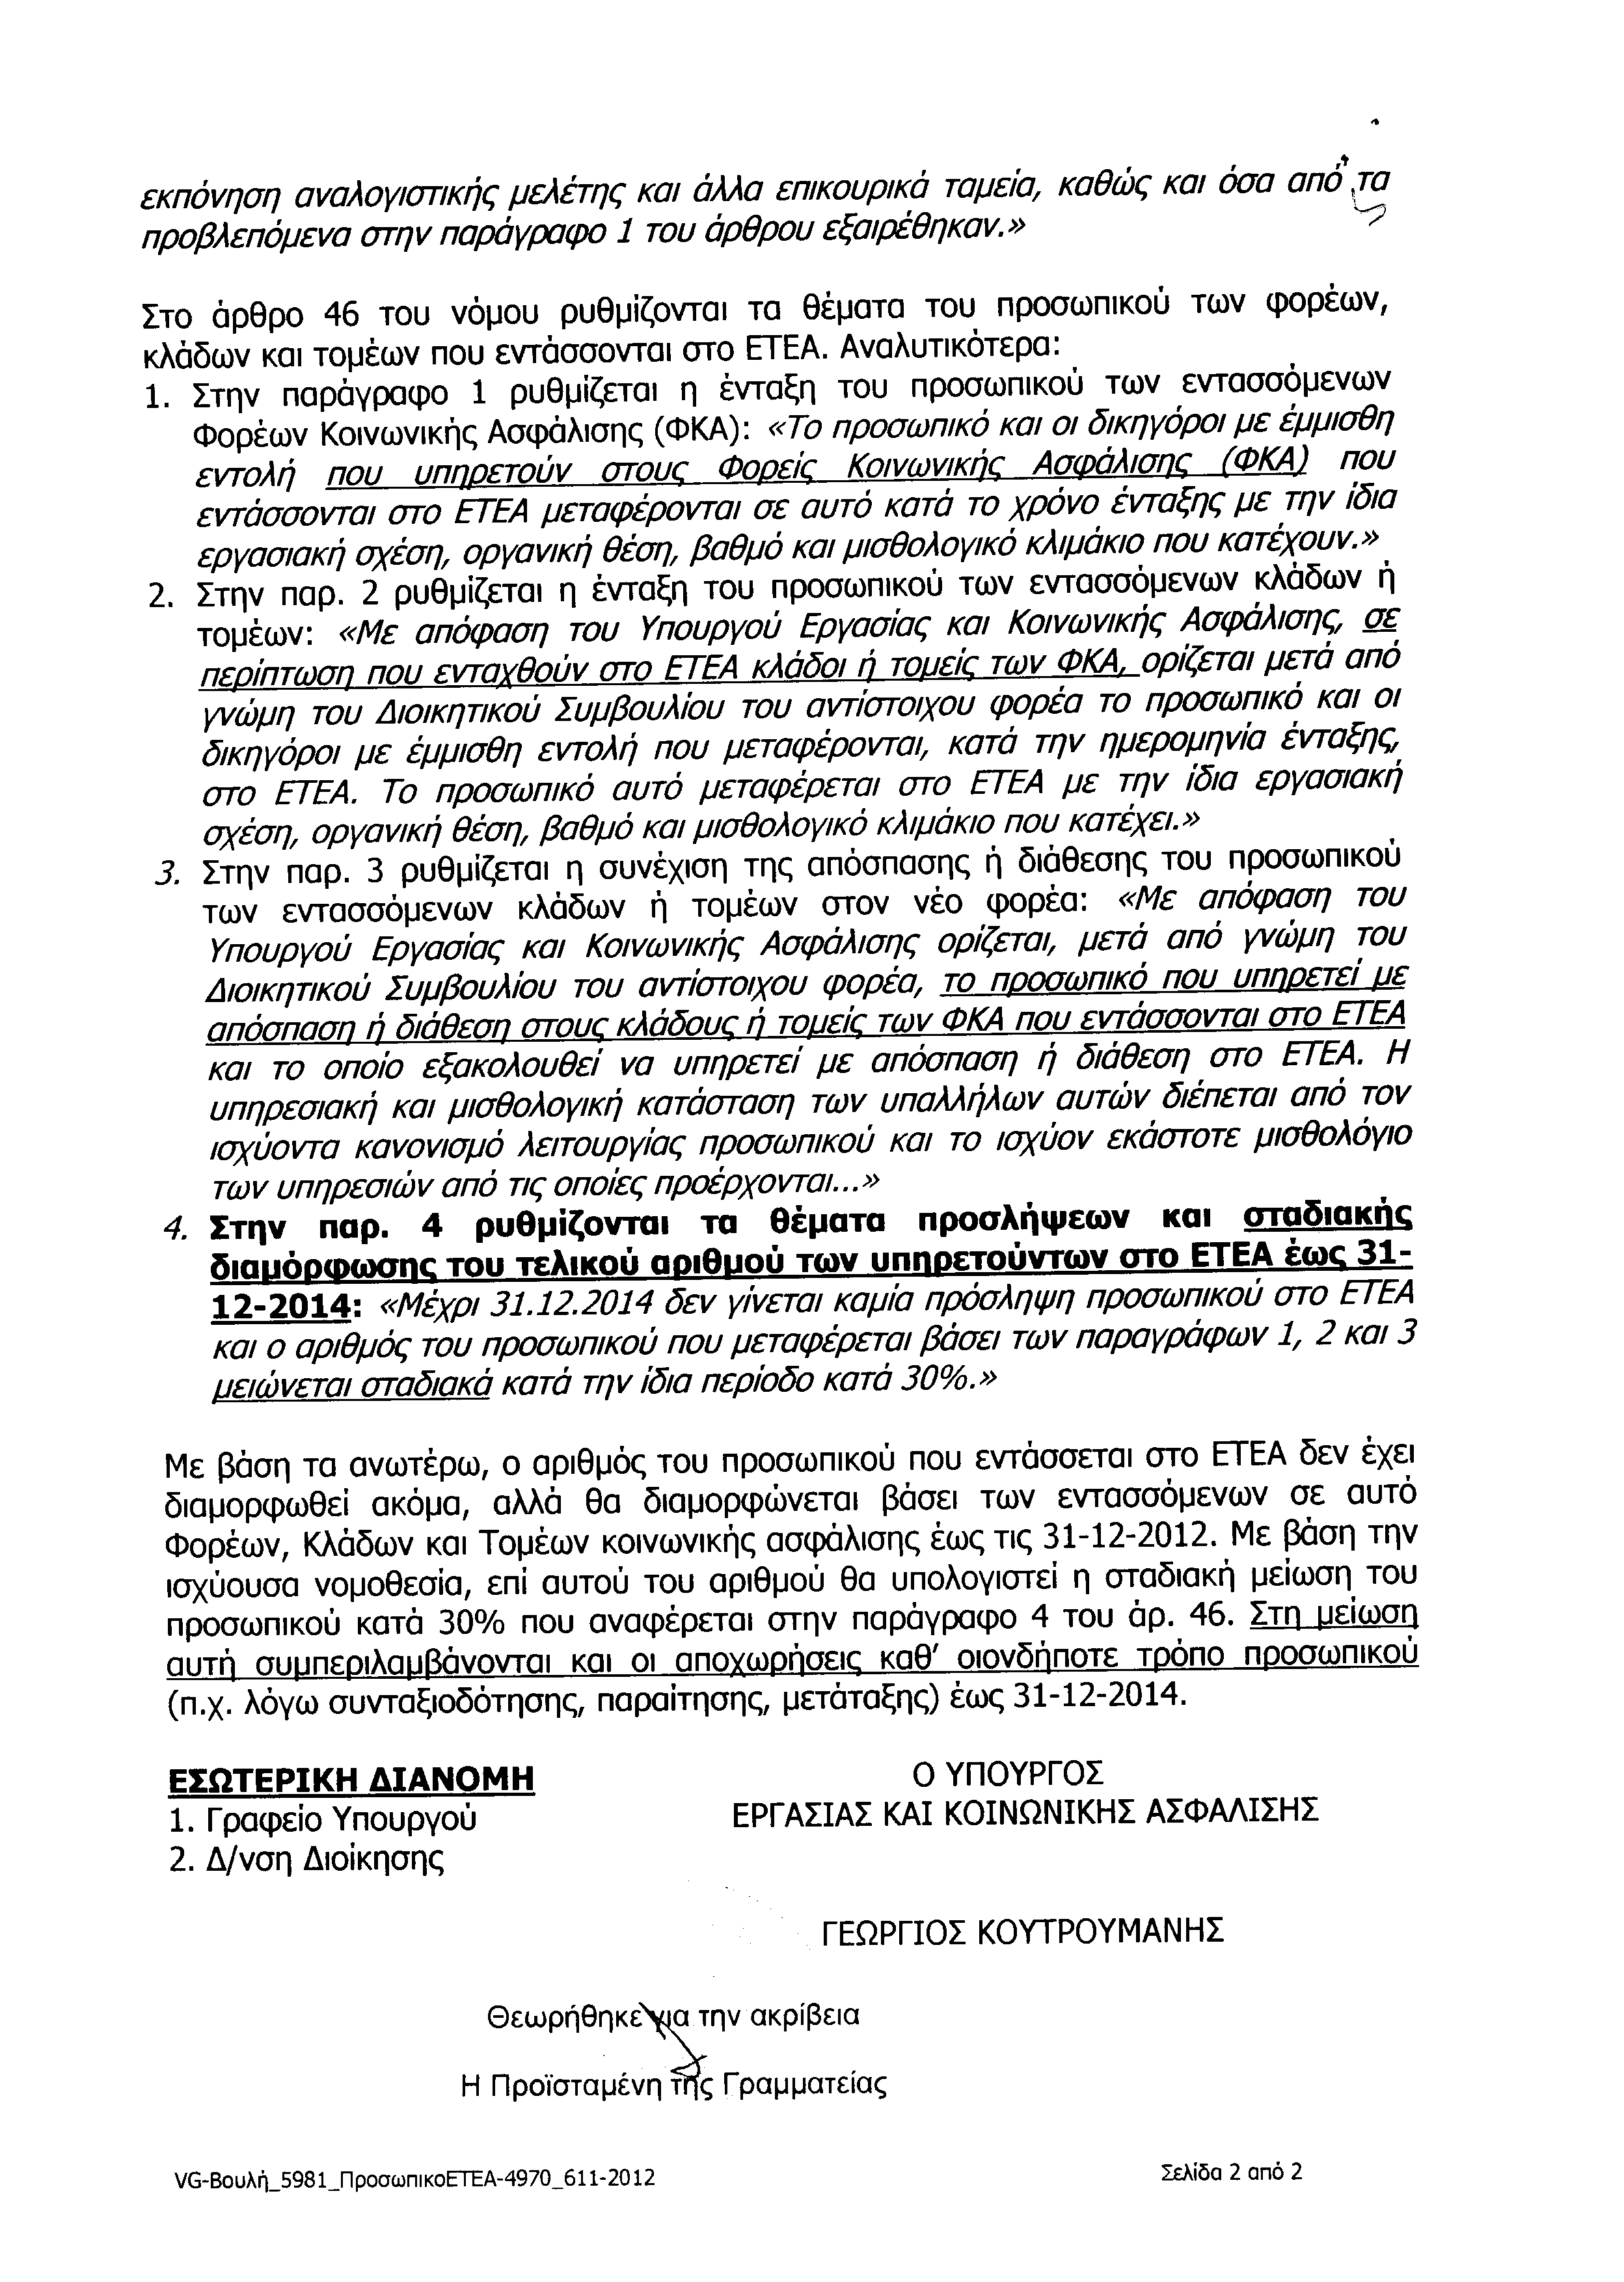 εκπόνηση αναλογιστικής μελέτης και άλλα επικουρικά ταμεία, καθώς και όσα από τα
προβλεπόμενα στην παράγραφο 1 του άρθρου εξαιρέθηκαν.»
Στο άρθρο 46 του νόμου ρυθμίζονται τα θέματα του προσωπικού των φορέων,
κλάδων και τομέων που εντάσσονται στο ΕΤΕΑ. Αναλυτικότερα:
1. Στην παράγραφο 1 ρυθμίζεται η ένταξη του προσωπικού των εντασσόμενων
Φορέων Κοινωνικής Ασφάλισης (ΦΚΑ): «Το προσωπικό και οι δικηγόροι με έμμισθη
εντολή που υπηρετούν στους Φορείς Κοινωνικής Ασφάλισης (ΦΚΑ) που
εντάσσονται στο ΕΤΕΑ μεταφέρονται σε αυτό κατά το χρόνο ένταξης με την ίδια
εργασιακή σχέση, οργανική θέση, βαθμό και μισθολογικό κλιμάκιο που κατέχουν.»
2. Στην παρ. 2 ρυθμίζεται η ένταξη του προσωπικού των εντασσόμενων κλάδων ή
τομέων: «Με απόφαση του Υπουργού Εργασίας και Κοινωνικής Ασφάλισης, σε
περίπτωση που ενταχθούν στο ΕΤΕΑ κλάδοι ή τομείς των ΦΚΑ, ορίζεται μετά από
γνώμη του Διοικητικού Συμβουλίου του αντίστοιχου φορέα το προσωπικό και οι
δικηγόροι με έμμισθη εντολή που μεταφέρονται, κατά την ημερομηνία ένταξης,
στο ΕΤΕΑ. Το προσωπικό αυτό μεταφέρεται στο ΕΤΕΑ με την ίδια εργασιακή
σχέση, οργανική θέση, βαθμό και μισθολογικό κλιμάκιο που κατέχει.»
3. Στην παρ. 3 ρυθμίζεται η συνέχιση της απόσπασης ή διάθεσης του προσωπικού
των εντασσόμενων κλάδων ή τομέων στον νέο φορέα: «Με απόφαση του
Υπουργού Εργασίας και Κοινωνικής Ασφάλισης ορίζεται, μετά από γνώμη του
Διοικητικού Συμβουλίου του αντίστοιχου φορέα, το προσωπικό που υπηρετεί με
απόσπαση ή διάθεση στους κλάδους ή τομείς των ΦΚΑ που εντάσσονται στο ΕΤΕΑ
και το οποίο εξακολουθεί να υπηρετεί με απόσπαση ή διάθεση στο ΕΤΕΑ. Η
υπηρεσιακή και μισθολογική κατάσταση των υπαλλήλων αυτών διέπεται από τον
ισχύοντα κανονισμό λειτουργίας προσωπικού και το ισχύον εκάστοτε μισθολόγιο
των υπηρεσιών από τις οποίες προέρχονται...»
4. Στην παρ. 4 ρυθμίζονται τα θέματα προσλήψεων και σταδιακής
διαμόρφωσης του τελικού αριθμού των υπηρετούντων στο ΕΤΕΑ έως 31-
12-2014: «Μέχρι 31.12.2014 δεν γίνεται καμία πρόσληψη προσωπικού στο ΕΤΕΑ
και ο αριθμός του προσωπικού που μεταφέρεται βάσει των παραγράφων 1, 2 και 3
μειώνεται σταδιακά κατά την ίδια περίοδο κατά 30%.»
Με βάση τα ανωτέρω, ο αριθμός του προσωπικού που εντάσσεται στο ΕΤΕΑ δεν έχει
διαμορφωθεί ακόμα, αλλά θα διαμορφώνεται βάσει των εντασσόμενων σε αυτό
Φορέων, Κλάδων και Τομέων κοινωνικής ασφάλισης έως τις 31-12-2012. Με βάση την
ισχύουσα νομοθεσία, επί αυτού του αριθμού θα υπολογιστεί η σταδιακή μείωση του
προσωπικού κατά 30% που αναφέρεται στην παράγραφο 4 του άρ. 46. Στη μείωση
αυτή συμπεριλαμβάνονται και οι αποχωρήσεις καθ’ οιονδήποτε τρόπο προσωπικού
(π.χ. λόγω συνταξιοδότησης, παραίτησης, μετάταξης) έως 31-12-2014.
ΕΣΩΤΕΡΙΚΗ ΔΙΑΝΟΜΗ
1. Γραφείο Υπουργού
2. Δ/νση Διοίκησης
Ο ΥΠΟΥΡΓΟΣ
ΕΡΓΑΣΙΑΣ ΚΑΙ ΚΟΙΝΩΝΙΚΗΣ ΑΣΦΑΛΙΣΗΣ
ΓΕΩΡΓΙΟΣ ΚΟΥΤΡΟΥΜΑΝΗΣ
Θεωρήθηκε για την ακρίβεια
Η Προϊσταμένη της Γραμματείας
VG-Βουλή_5981_ΠροσωπικοΕΤΕΑ-4970_611-2012
Σελίδα 2 από 2